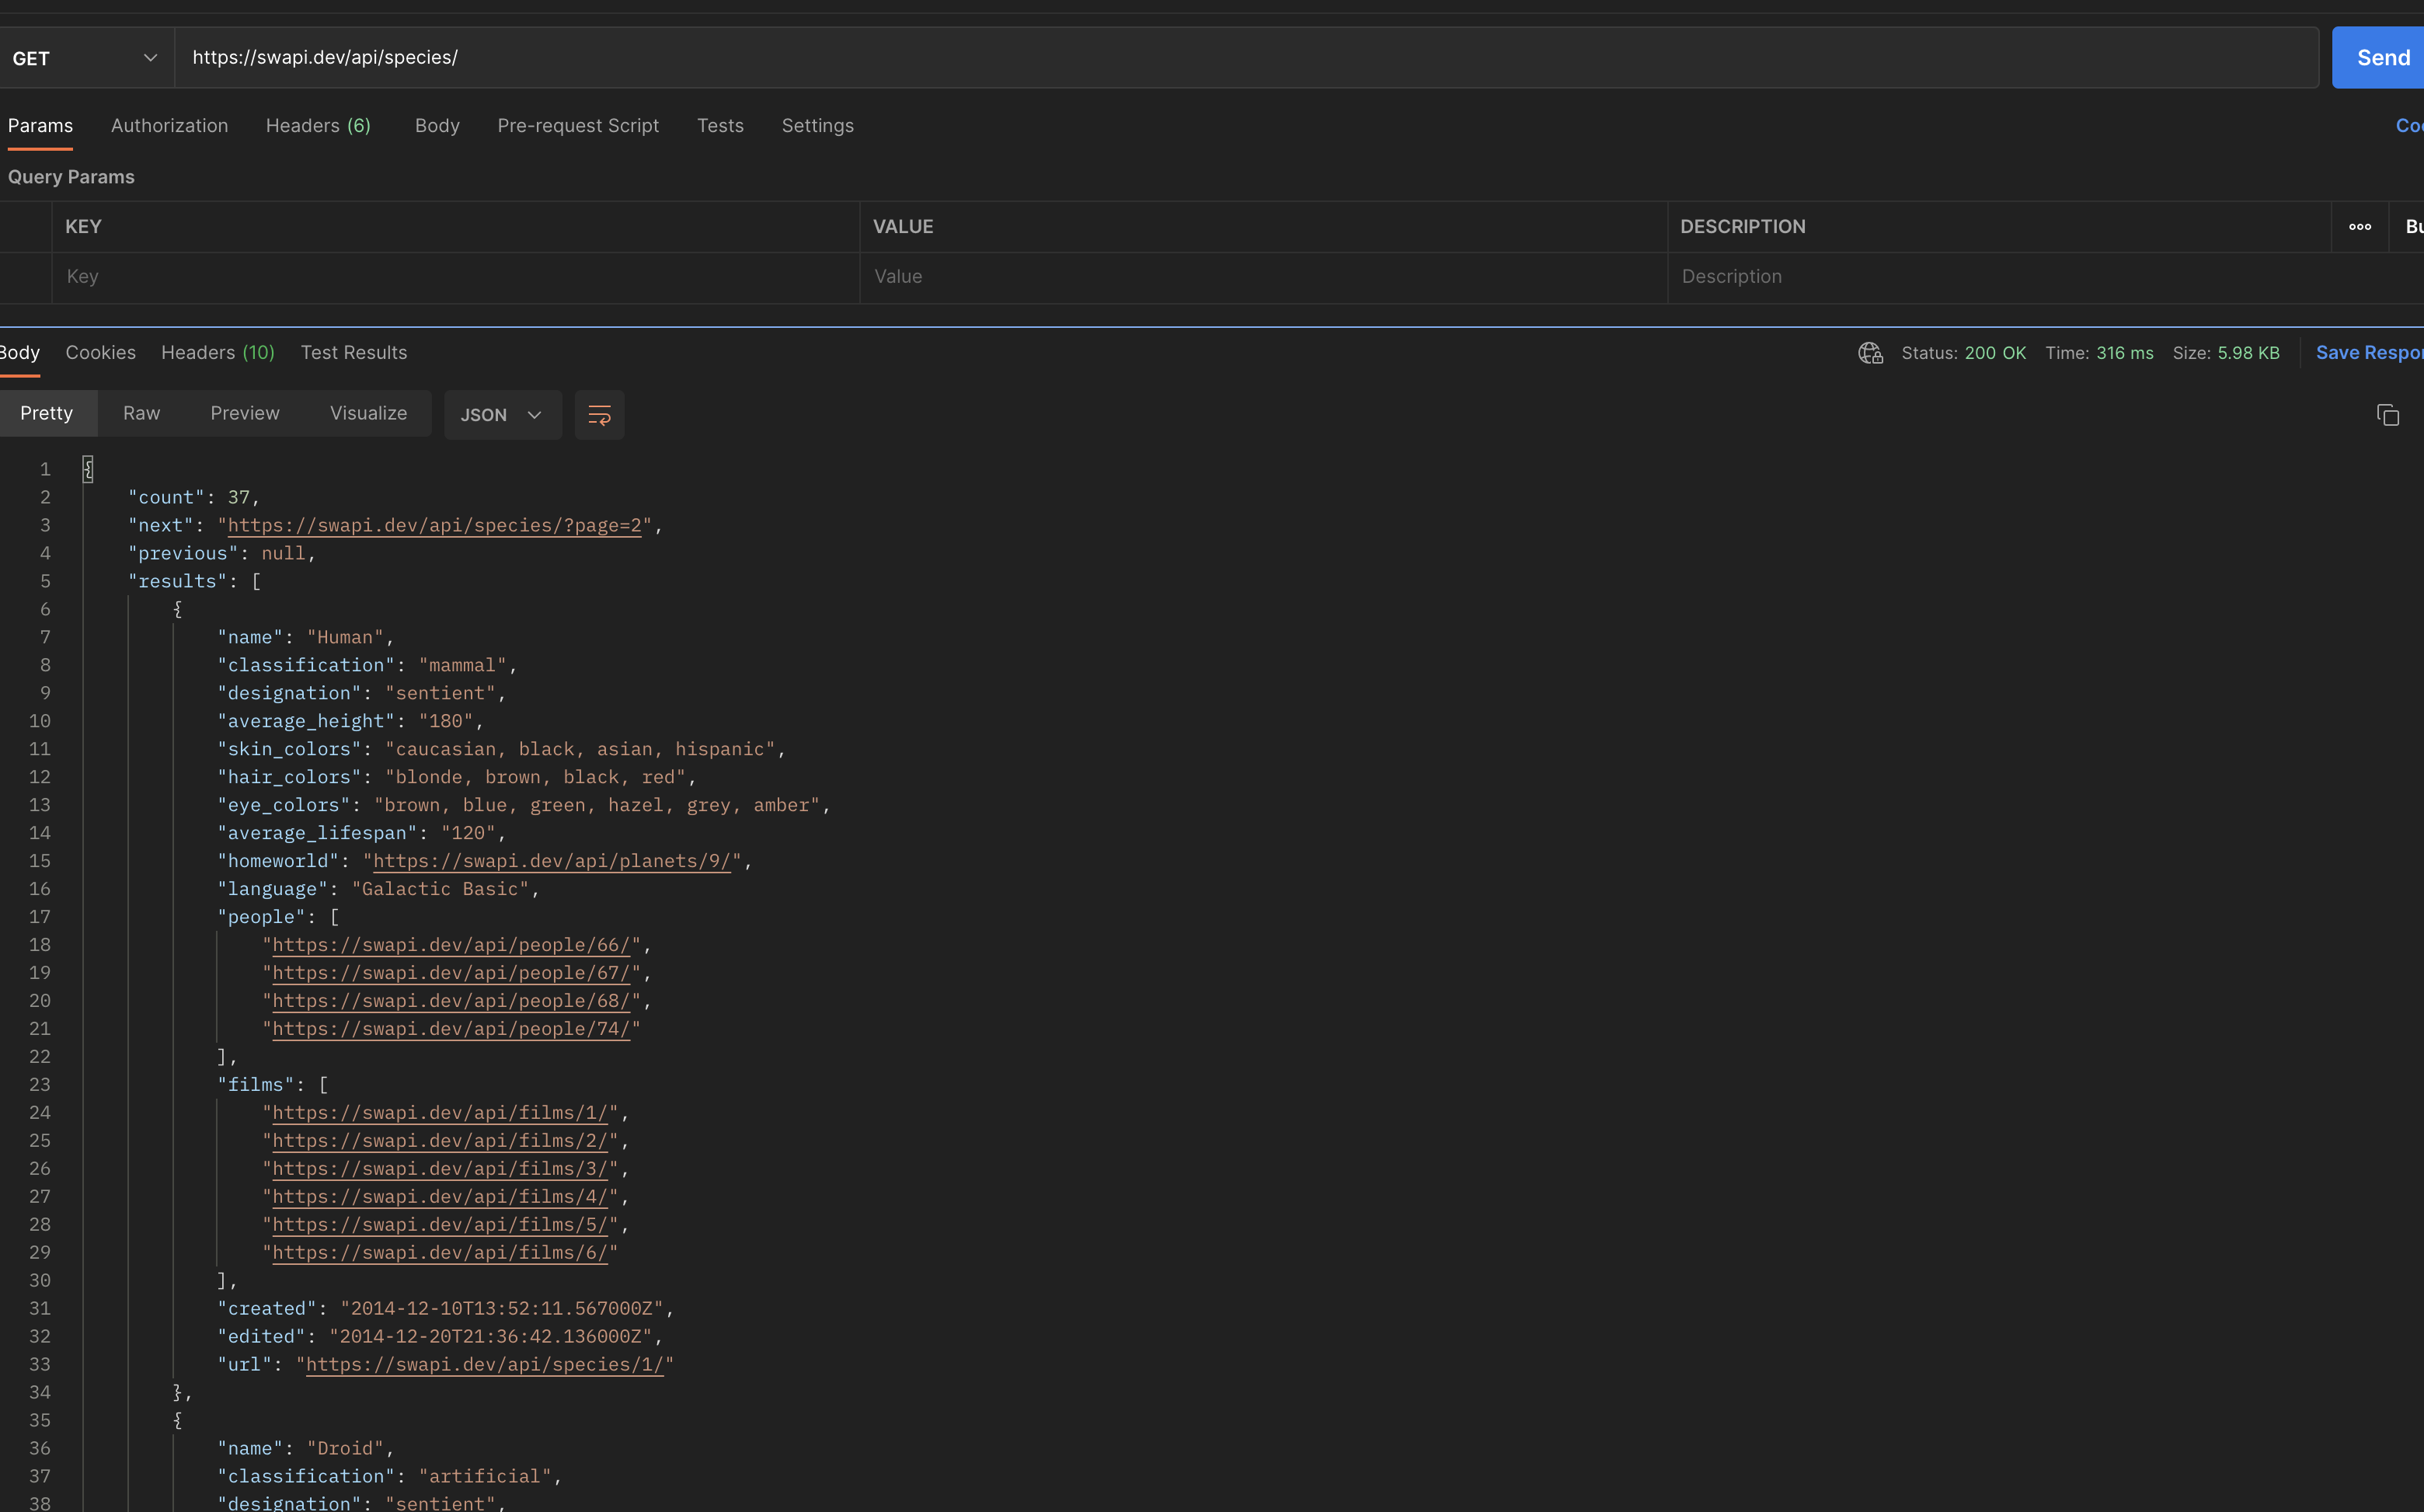 GET https://swapi.dev/api/species/ Send
Params Authorization Headers (6) Body Pre-request Script Tests Settings
Query Params
KEY VALUE DESCRIPTION
Key Value Description
Body Cookies Headers (10) Test Results Status: 200 OK Time: 316 ms Size: 5.98 KB Save Respon
Pretty Raw Preview Visualize JSON
1 {
2 "count": 37,
3 "next": "https://swapi.dev/api/species/?page=2",
4 "previous": null,
5 "results": [
6 {
7 "name": "Human",
8 "classification": "mammal",
9 "designation": "sentient",
10 "average_height": "180",
11 "skin_colors": "caucasian, black, asian, hispanic",
12 "hair_colors": "blonde, brown, black, red",
13 "eye_colors": "brown, blue, green, hazel, grey, amber",
14 "average_lifespan": "120",
15 "homeworld": "https://swapi.dev/api/planets/9/",
16 "language": "Galactic Basic",
17 "people": [
18 "https://swapi.dev/api/people/66/",
19 "https://swapi.dev/api/people/67/",
20 "https://swapi.dev/api/people/68/",
21 "https://swapi.dev/api/people/74/"
22 ],
23 "films": [
24 "https://swapi.dev/api/films/1/",
25 "https://swapi.dev/api/films/2/",
26 "https://swapi.dev/api/films/3/",
27 "https://swapi.dev/api/films/4/",
28 "https://swapi.dev/api/films/5/",
29 "https://swapi.dev/api/films/6/"
30 ],
31 "created": "2014-12-10T13:52:11.567000Z",
32 "edited": "2014-12-20T21:36:42.136000Z",
33 "url": "https://swapi.dev/api/species/1/"
34 },
35 {
36 "name": "Droid",
37 "classification": "artificial",
38 "designation": "sentient",